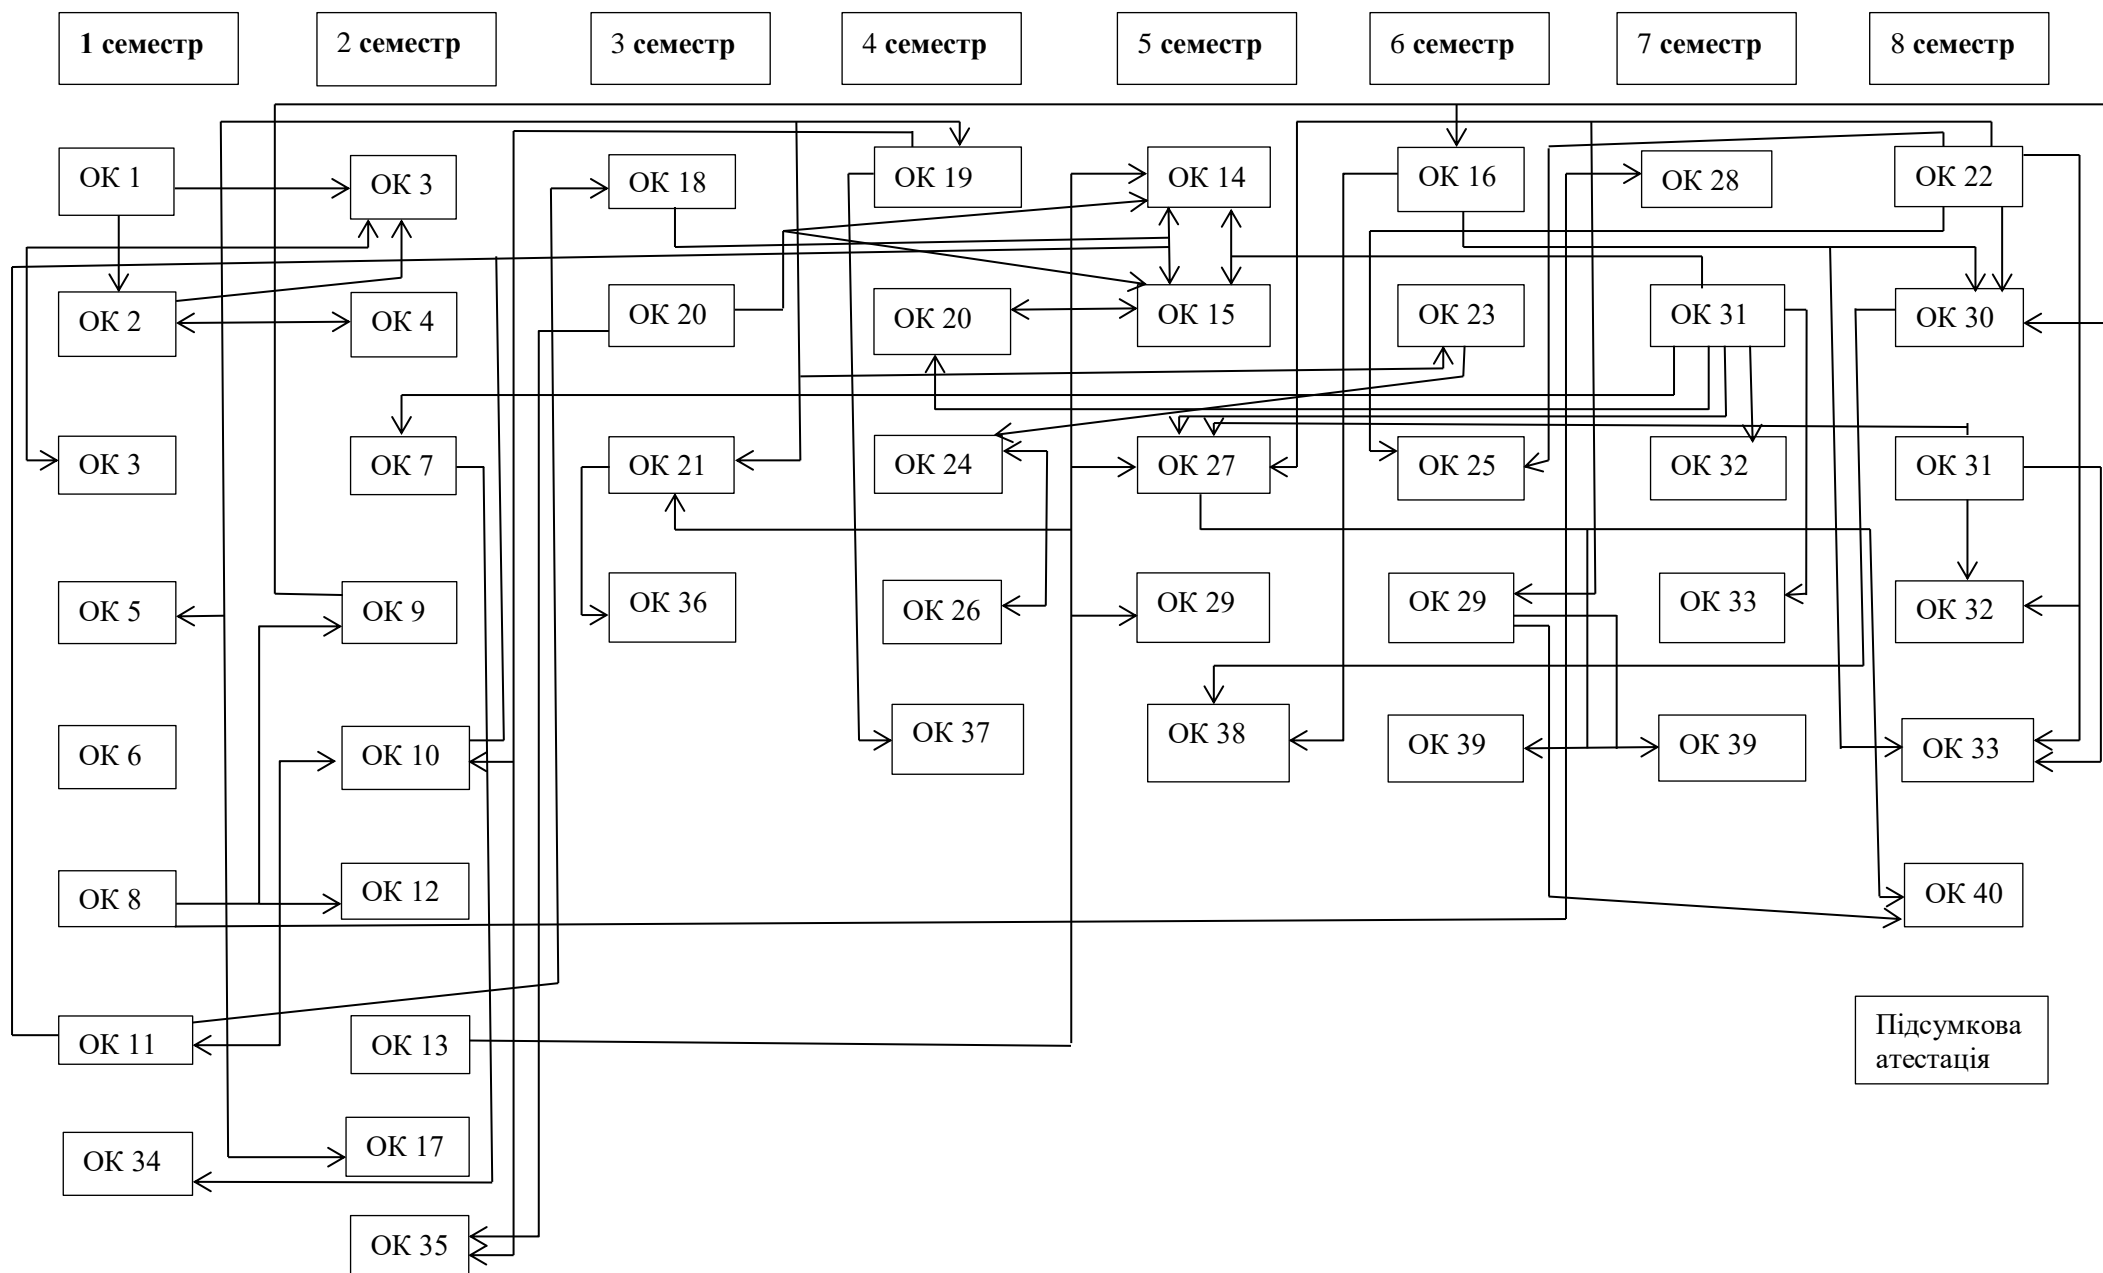 1 семестр
2 семестр
3 семестр
4 семестр
5 семестр
6 семестр
7 семестр
8 семестр
ОК 1
ОК 3
ОК 18
ОК 19
ОК 14
ОК 16
ОК 28
ОК 22
ОК 2
ОК 4
ОК 20
ОК 20
ОК 15
ОК 23
ОК 31
ОК 30
ОК 3
ОК 7
ОК 21
ОК 24
ОК 27
ОК 25
ОК 32
ОК 31
ОК 5
ОК 9
ОК 36
ОК 26
ОК 29
ОК 29
ОК 33
ОК 32
ОК 6
ОК 10
ОК 37
ОК 38
ОК 39
ОК 39
ОК 33
ОК 8
ОК 12
ОК 40
ОК 11
ОК 13
Підсумкова
атестація
ОК 34
ОК 17
ОК 35